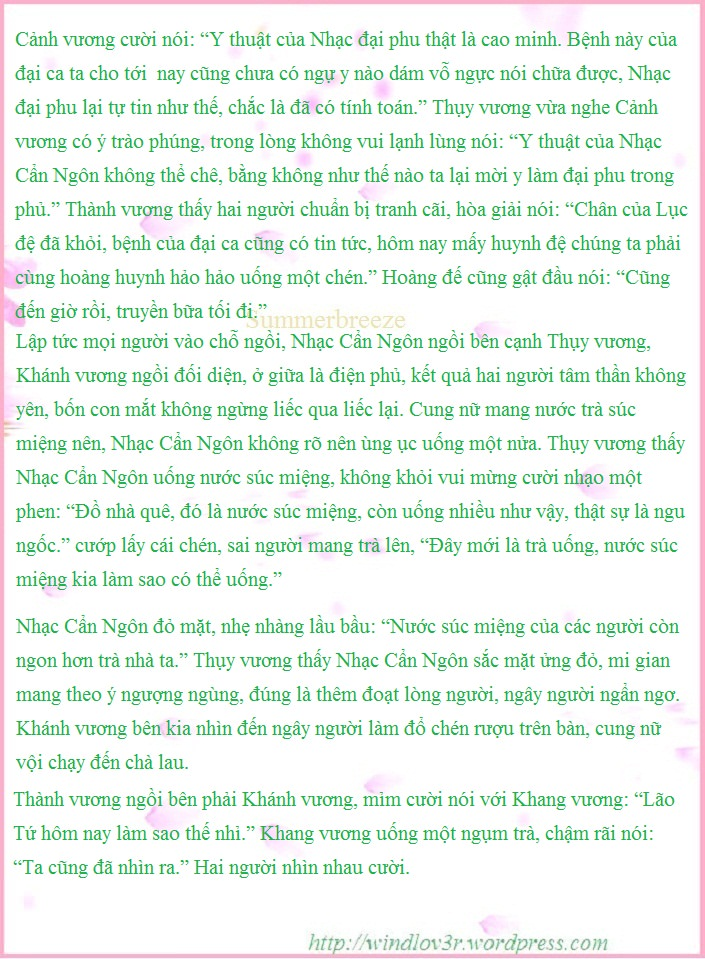 Cảnh vương cười nói: “Y thuật của Nhạc đại phu thật là cao minh. Bệnh này của
đại ca ta cho tới  nay cũng chưa có ngự y nào dám vỗ ngực nói chữa được, Nhạc
đại phu lại tự tin như thế, chắc là đã có tính toán.” Thụy vương vừa nghe Cảnh
vương có ý trào phúng, trong lòng không vui lạnh lùng nói: “Y thuật của Nhạc
Cẩn Ngôn không thể chê, bằng không như thế nào ta lại mời y làm đại phu trong
phủ.” Thành vương thấy hai người chuẩn bị tranh cãi, hòa giải nói: “Chân của Lục
đệ đã khỏi, bệnh của đại ca cũng có tin tức, hôm nay mấy huynh đệ chúng ta phải
cùng hoàng huynh hảo hảo uống một chén.” Hoàng đế cũng gật đầu nói: “Cũng
đến giờ rồi, truyền bữa tối đi.”
Summerbreeze
Lập tức mọi người vào chỗ ngồi, Nhạc Cẩn Ngôn ngồi bên cạnh Thụy vương,
Khánh vương ngồi đối diện, ở giữa là điện phủ, kết quả hai người tâm thần không
yên, bốn con mắt không ngừng liếc qua liếc lại. Cung nữ mang nước trà súc
miệng nên, Nhạc Cẩn Ngôn không rõ nên ùng ục uống một nửa. Thụy vương thấy
Nhạc Cẩn Ngôn uống nước súc miệng, không khỏi vui mừng cười nhạo một
phen: “Đồ nhà quê, đó là nước súc miệng, còn uống nhiều như vậy, thật sự là ngu
ngốc.” cướp lấy cái chén, sai người mang trà lên, “Đây mới là trà uống, nước súc
miệng kia làm sao có thể uống.”
Nhạc Cẩn Ngôn đỏ mặt, nhẹ nhàng lầu bầu: “Nước súc miệng của các người còn
ngon hơn trà nhà ta.” Thụy vương thấy Nhạc Cẩn Ngôn sắc mặt ửng đỏ, mi gian
mang theo ý ngượng ngùng, đúng là thêm đoạt lòng người, ngây người ngẩn ngơ.
Khánh vương bên kia nhìn đến ngây người làm đổ chén rượu trên bàn, cung nữ
vội chạy đến chà lau.
Thành vương ngồi bên phải Khánh vương, mỉm cười nói với Khang vương: “Lão
Tứ hôm nay làm sao thế nhỉ.” Khang vương uống một ngụm trà, chậm rãi nói:
“Ta cũng đã nhìn ra.” Hai người nhìn nhau cười.
http://windlov3r.wordpress.com